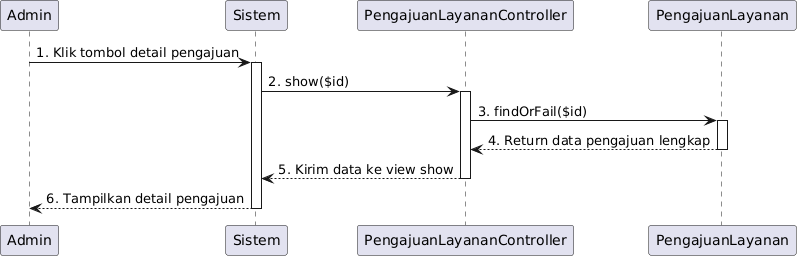 Admin Sistem PengajuanLayananController PengajuanLayanan
1. Klik tombol detail pengajuan
2. show($id)
3. findOrFail($id)
4. Return data pengajuan lengkap
5. Kirim data ke view show
6. Tampilkan detail pengajuan
Admin Sistem PengajuanLayananController PengajuanLayanan